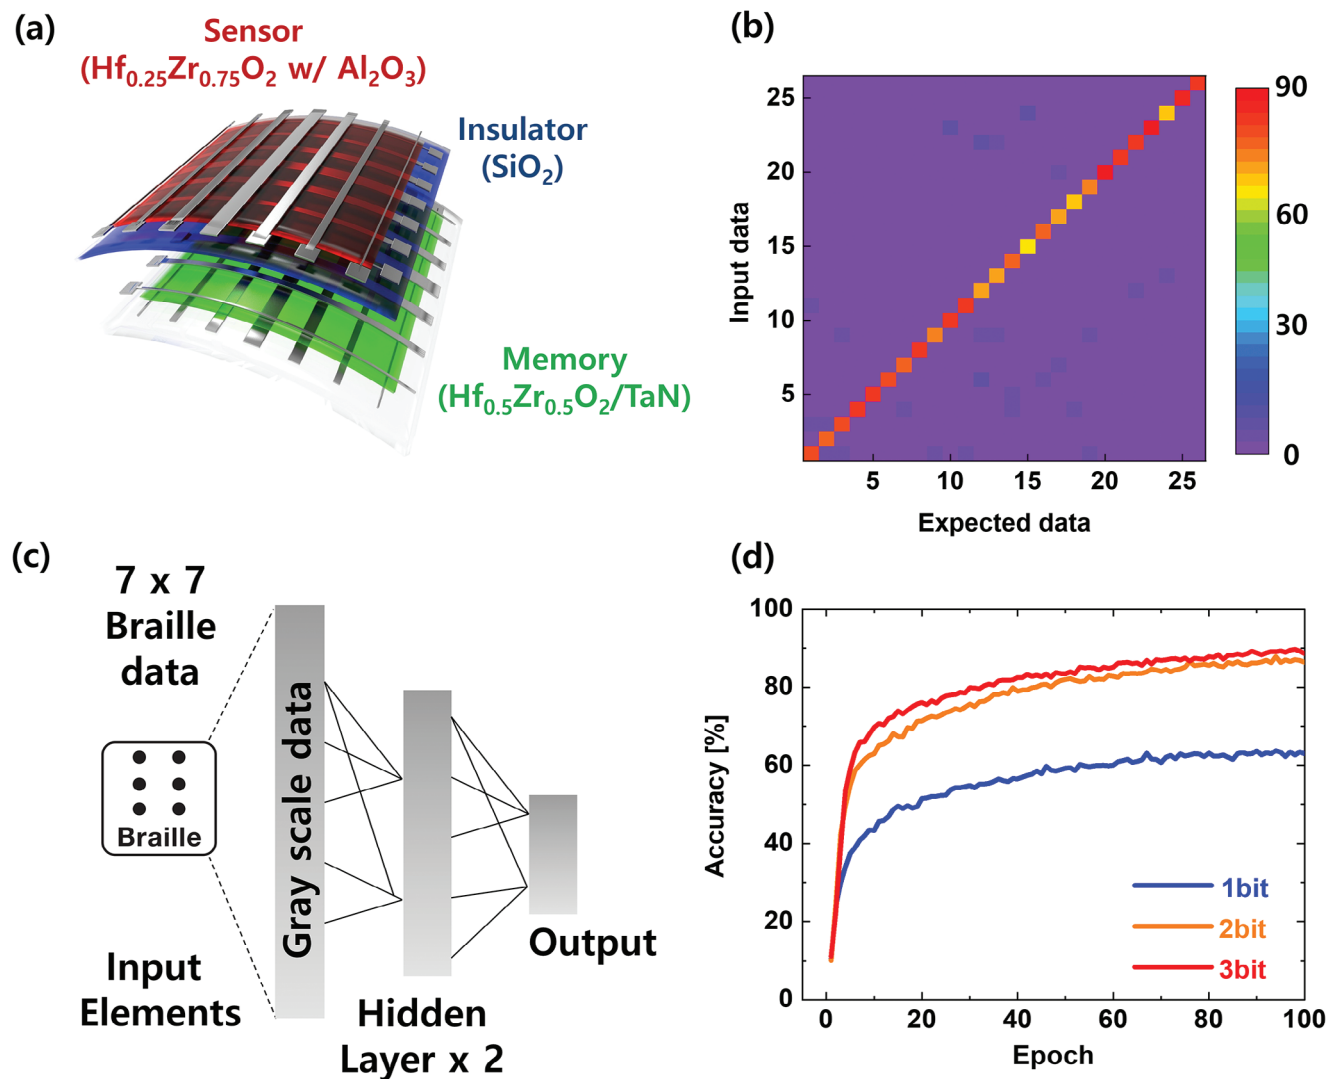 (a)
Sensor
(Hf0.25Zr0.75O2 w/ Al2O3)
Insulator
(SiO2)
Memory
(Hf0.5Zr0.5O2/TaN)
(b)
Input data
25
20
15
10
5
5 10 15 20 25
Expected data
90
60
30
0
(c)
7 x 7
Braille
data
Braille
Input
Elements
Gray scale data
Hidden
Layer x 2
Output
(d)
Accuracy [%]
100
80
60
40
20
0
0 20 40 60 80 100
Epoch
1bit
2bit
3bit